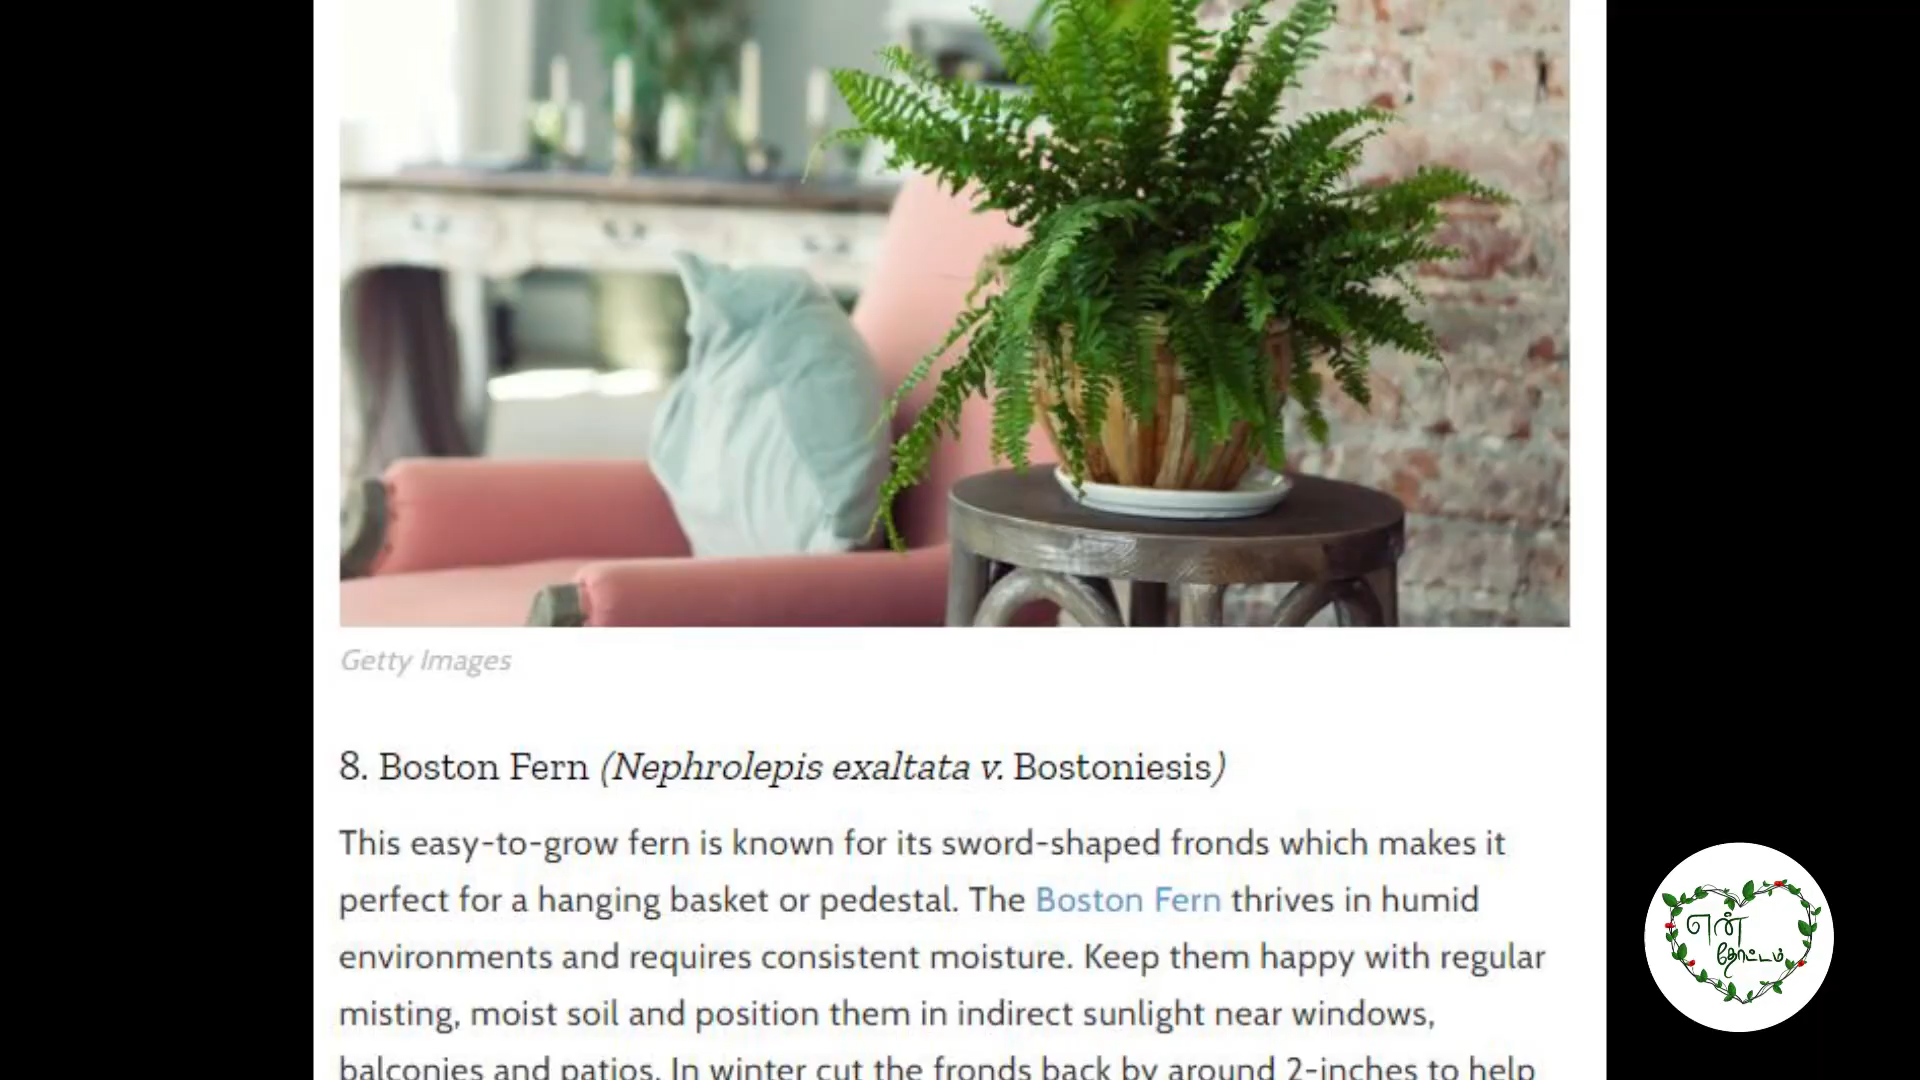 Getty Images
8. Boston Fern (Nephrolepis exaltata v. Bostoniesis)
This easy-to-grow fern is known for its sword-shaped fronds which makes it
perfect for a hanging basket or pedestal. The Boston Fern thrives in humid
environments and requires consistent moisture. Keep them happy with regular
misting, moist soil and position them in indirect sunlight near windows,
balconies and patios. In winter cut the fronds back by around 2-inches to help
என்
தோட்டம்